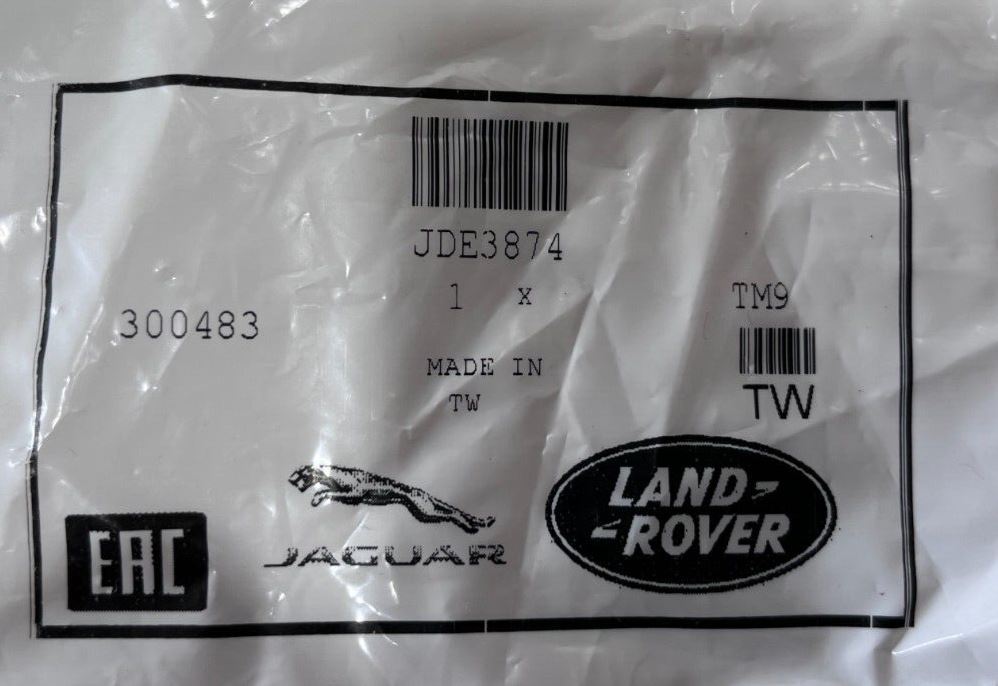 JDE3874
1 x
TM9
300483
MADE IN
TW
TW
EAC
JAGUAR
LAND-
-ROVER